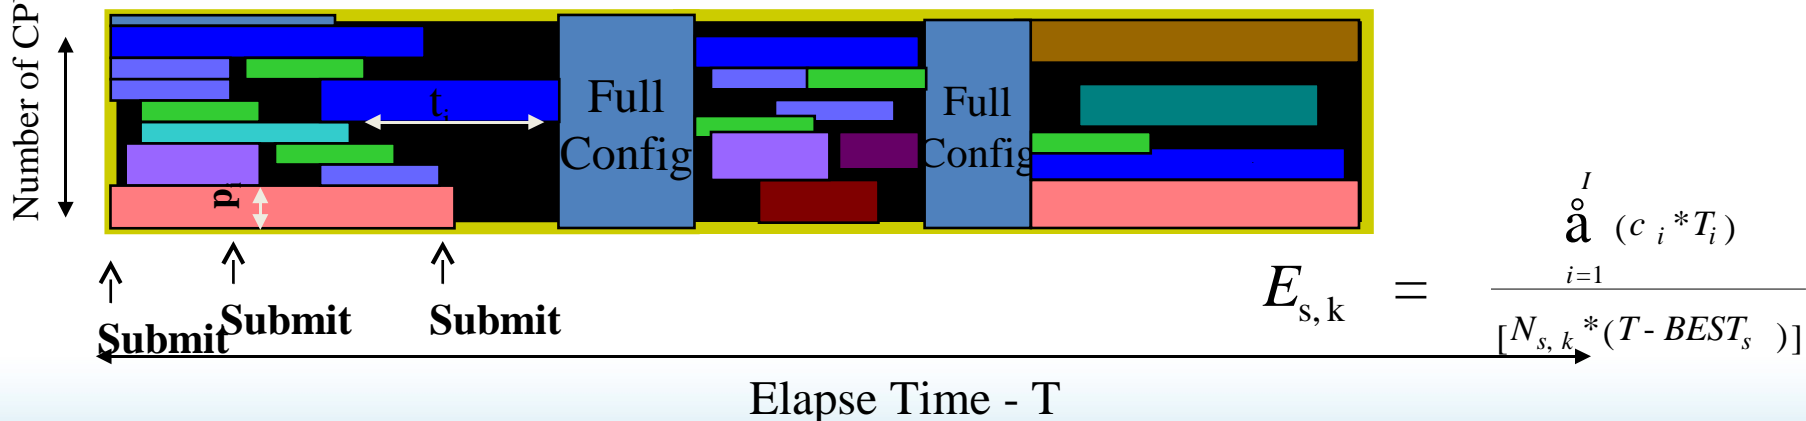 Number of CP
t i
Full
Config
Full
Config
p i
Submit
Submit
Submit
E s, k = I å i=1 (c i * T i) [N s, k * (T - BEST s )]
Elapse Time - T